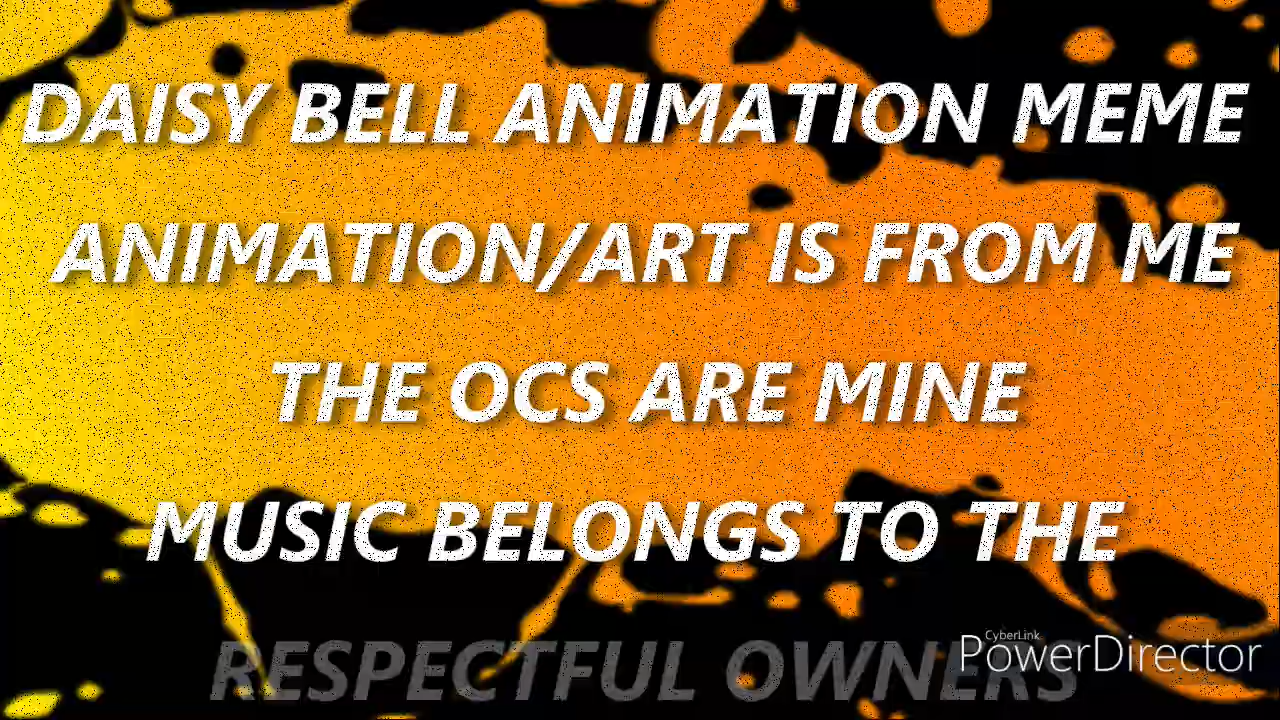 DAISY BELL ANIMATION MEME
ANIMATION/ART IS FROM ME
THE OCS ARE MINE
MUSIC BELONGS TO THE
RESPECTFUL OWNERS
CyberLink
PowerDirector